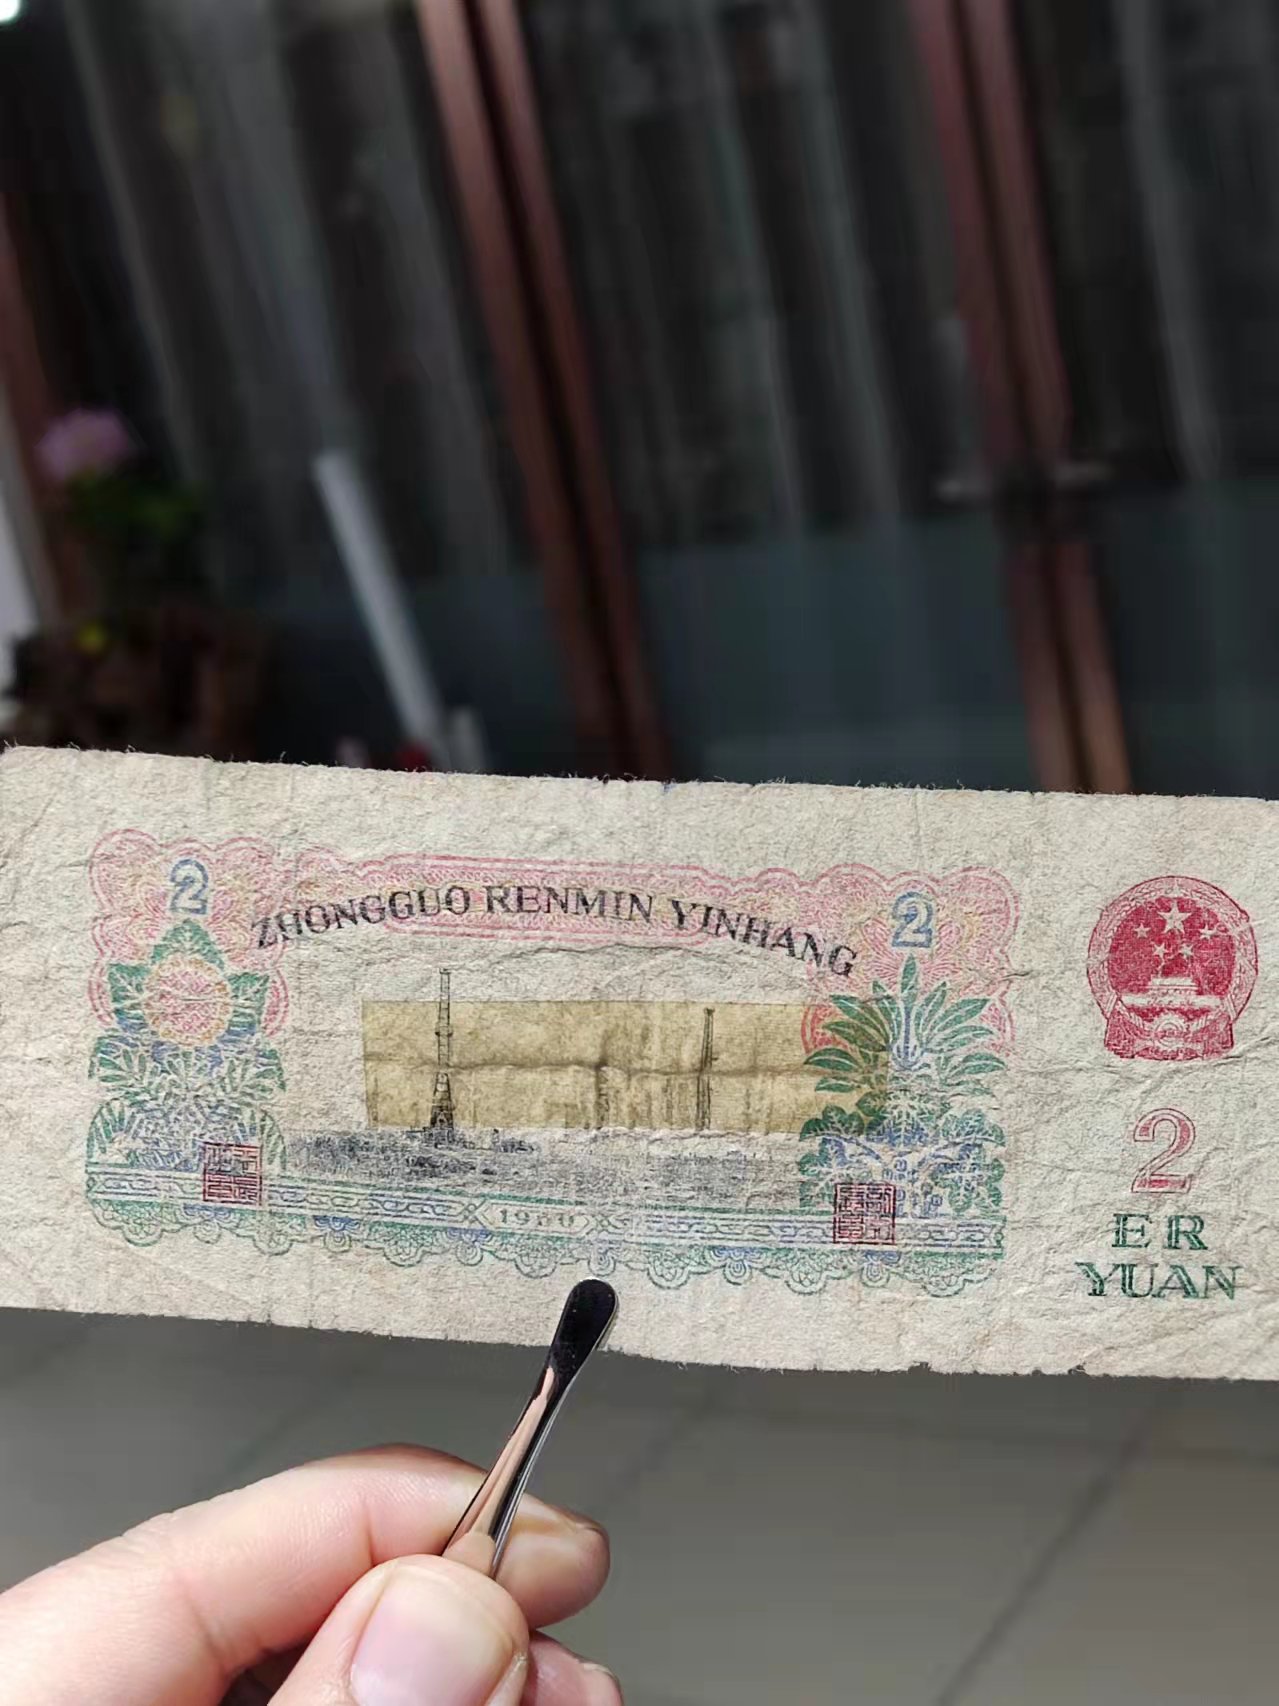 2
2
ZHONGGUO RENMIN YINHANG
1960
2
ER
YUAN